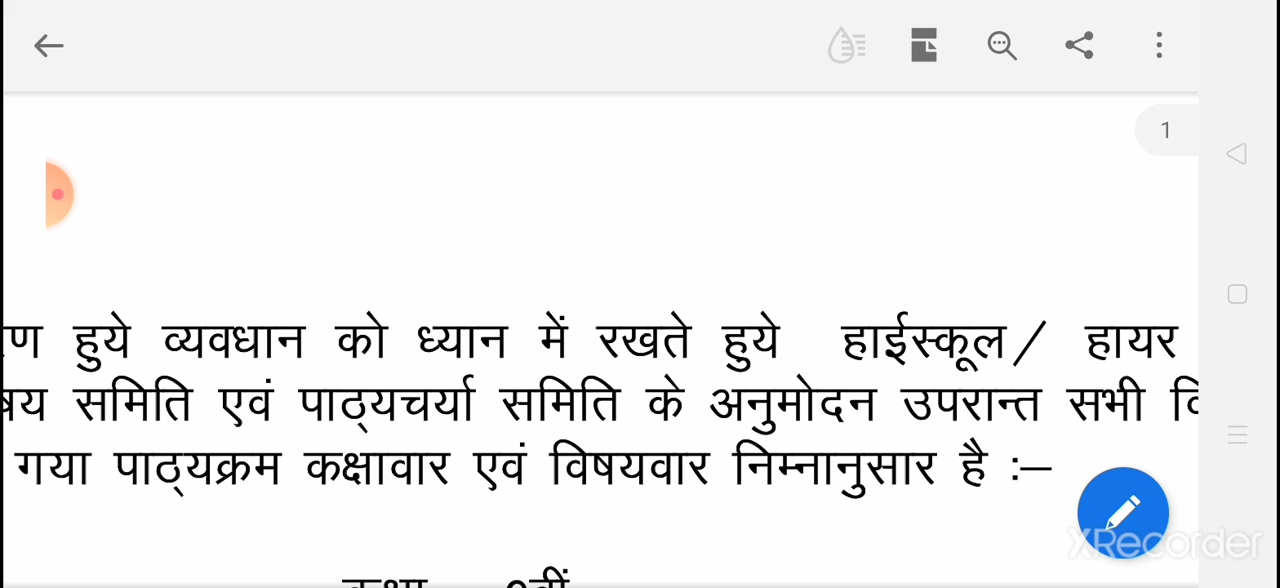 1
हुये व्यवधान को ध्यान में रखते हुये हाईस्कूल/ हायर
समिति एवं पाठ्यचर्या समिति के अनुमोदन उपरान्त सभी
गया पाठ्यक्रम कक्षावार एवं विषयवार निम्नानुसार है :–
XRecorder